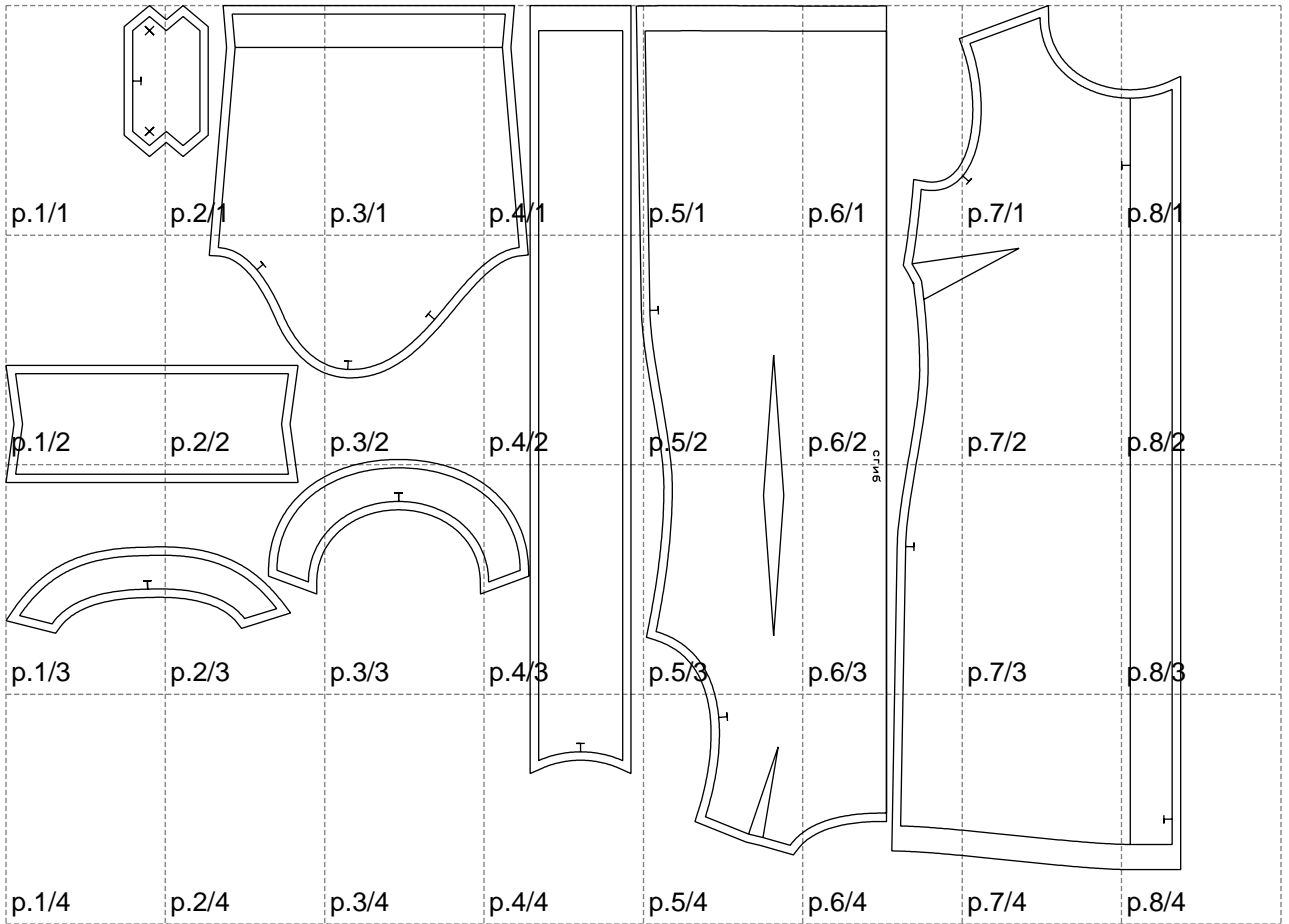 p.1/1 p.2/1 p.3/1 p.4/1 p.5/1 p.6/1 p.7/1 p.8/1
p.1/2 p.2/2 p.3/2 p.4/2 p.5/2 p.6/2 p.7/2 p.8/2
сгиб
p.1/3 p.2/3 p.3/3 p.4/3 p.5/3 p.6/3 p.7/3 p.8/3
p.1/4 p.2/4 p.3/4 p.4/4 p.5/4 p.6/4 p.7/4 p.8/4